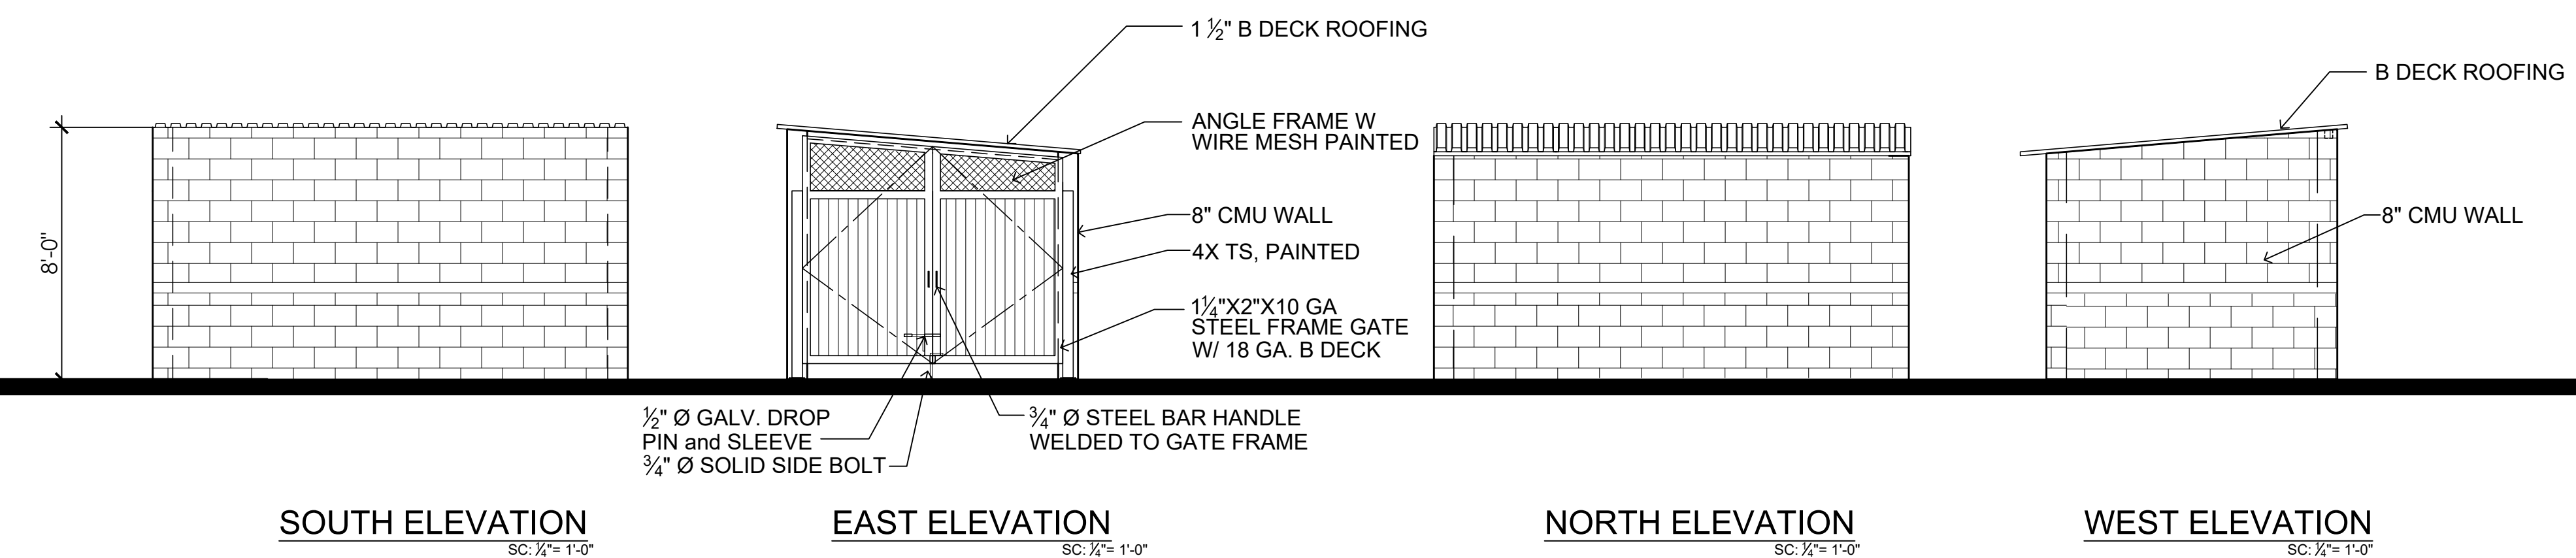 1 ½" B DECK ROOFING
B DECK ROOFING
ANGLE FRAME W
WIRE MESH PAINTED
8'-0"
8" CMU WALL
8" CMU WALL
4X TS, PAINTED
1¼"X2"X10 GA
STEEL FRAME GATE
W/ 18 GA. B DECK
½" Ø GALV. DROP
PIN and SLEEVE
¾" Ø SOLID SIDE BOLT
¾" Ø STEEL BAR HANDLE
WELDED TO GATE FRAME
SOUTH ELEVATION
SC: ¼"= 1'-0"
EAST ELEVATION
SC: ¼"= 1'-0"
NORTH ELEVATION
SC: ¼"= 1'-0"
WEST ELEVATION
SC: ¼"= 1'-0"